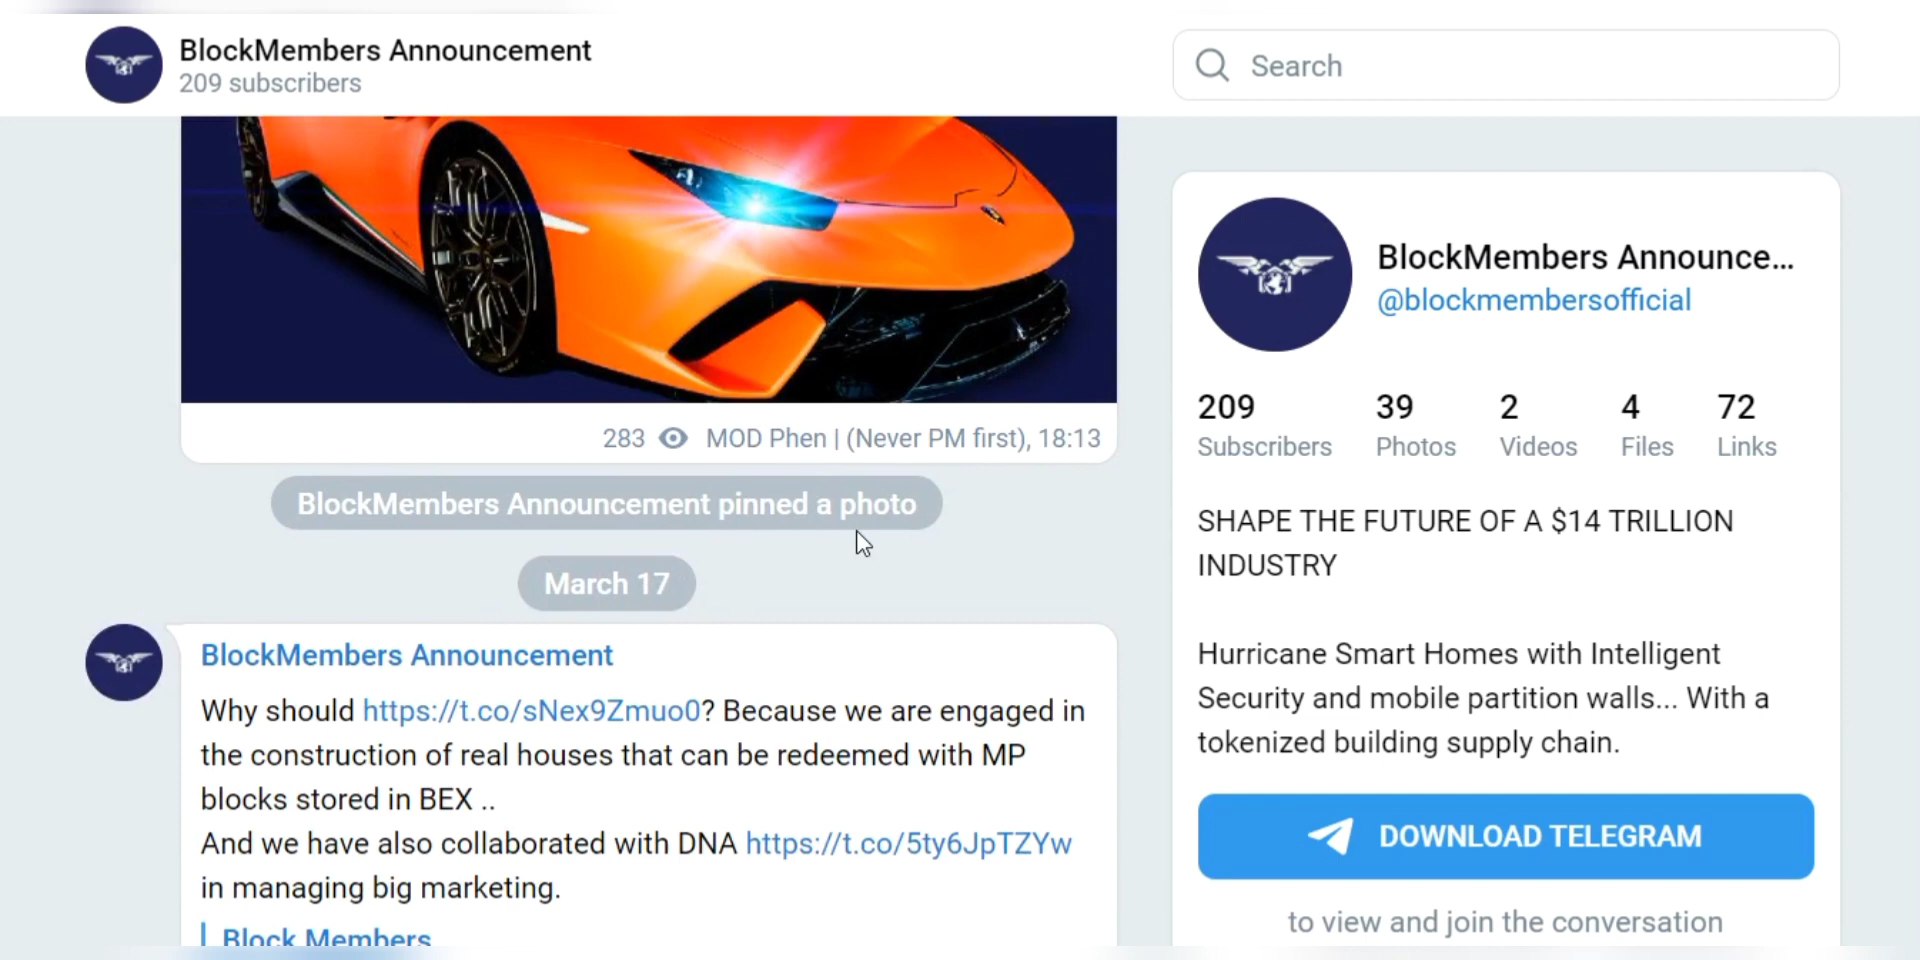 BlockMembers Announcement
209 subscribers
Search
283 MOD Phen | (Never PM first), 18:13
BlockMembers Announcement pinned a photo
March 17
BlockMembers Announcement
Why should https://t.co/sNex9Zmuo0? Because we are engaged in
the construction of real houses that can be redeemed with MP
blocks stored in BEX ..
And we have also collaborated with DNA https://t.co/5ty6JpTZYw
in managing big marketing.
Block Members
BlockMembers Announce...
@blockmembersofficial
209 39 2 4 72
Subscribers Photos Videos Files Links
SHAPE THE FUTURE OF A $14 TRILLION
INDUSTRY
Hurricane Smart Homes with Intelligent
Security and mobile partition walls... With a
tokenized building supply chain.
DOWNLOAD TELEGRAM
to view and join the conversation